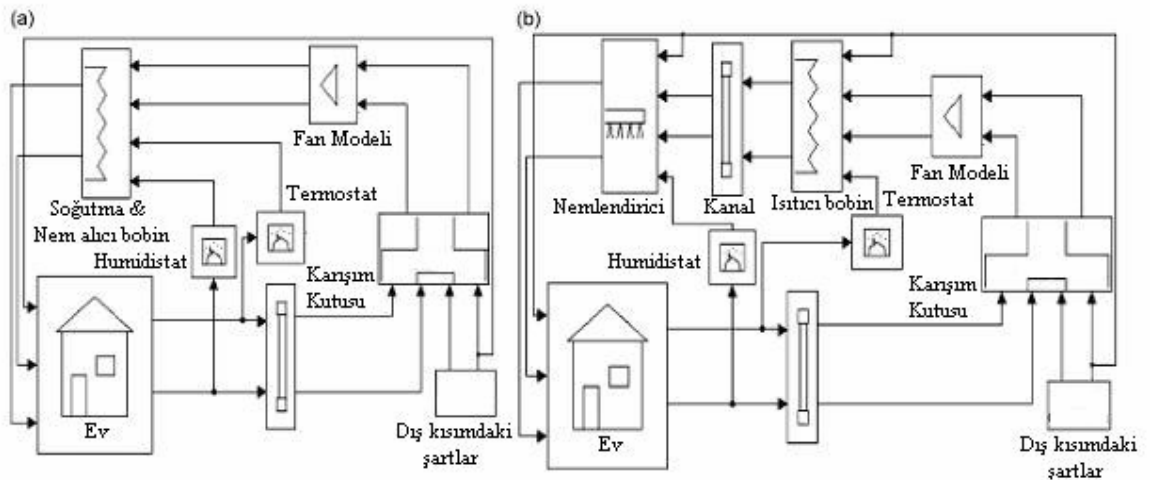 (a)
Fan Modeli
Termostat
Soğutma &
Nem alıcı bobin
Humidistat
Karışım
Kutusu
Ev
Dış kısımdaki
şartlar
(b)
Fan Modeli
Nemlendirici
Kanal
Isıtıcı bobin
Termostat
Humidistat
Karışım
Kutusu
Ev
Dış kısımdaki
şartlar